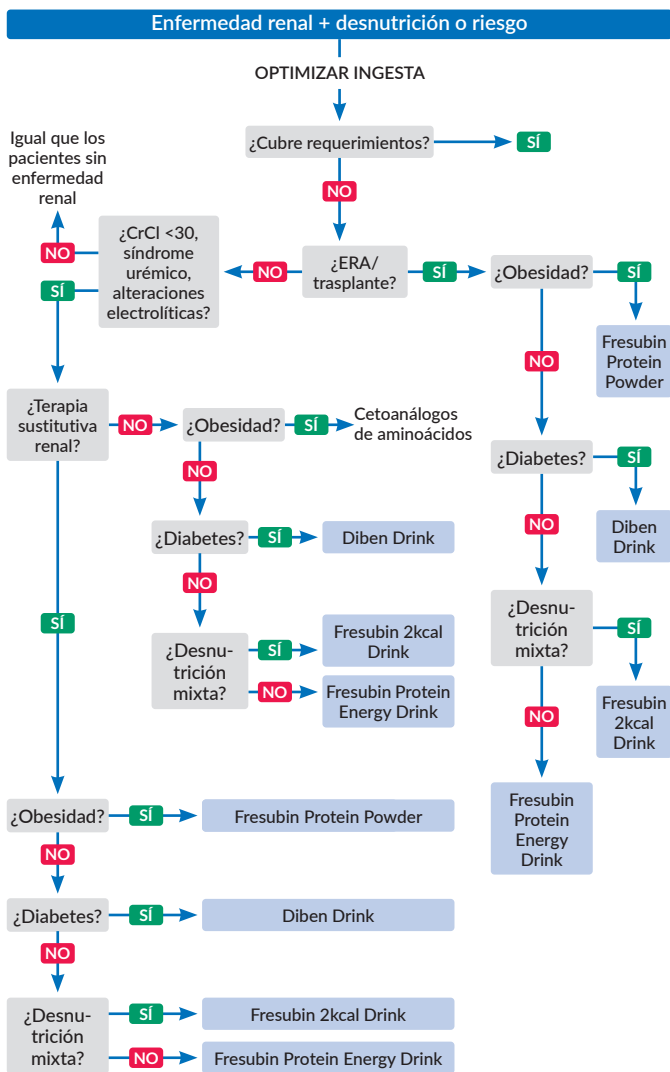 Enfermedad renal + desnutrición o riesgo
OPTIMIZAR INGESTA
¿Cubre requerimientos?
SÍ
NO
Igual que los
pacientes sin
enfermedad
renal
NO
SÍ
¿CrCl <30,
síndrome
urémico,
alteraciones
electrolíticas?
NO
¿ERA/
trasplante?
SÍ
¿Obesidad?
SÍ
Fresubin
Protein
Powder
NO
¿Diabetes?
SÍ
Diben
Drink
NO
¿Desnu-
trición
mixta?
SÍ
Fresubin
2kcal
Drink
NO
Fresubin
Protein
Energy
Drink
¿Terapia
sustitutiva
renal?
NO
¿Obesidad?
SÍ
Cetoanálogos
de aminoácidos
NO
¿Diabetes?
SÍ
Diben Drink
NO
¿Desnu-
trición
mixta?
SÍ
Fresubin 2kcal
Drink
NO
Fresubin Protein
Energy Drink
SÍ
¿Obesidad?
SÍ
Fresubin Protein Powder
NO
¿Diabetes?
SÍ
Diben Drink
NO
¿Desnu-
trición
mixta?
SÍ
Fresubin 2kcal Drink
NO
Fresubin Protein Energy Drink